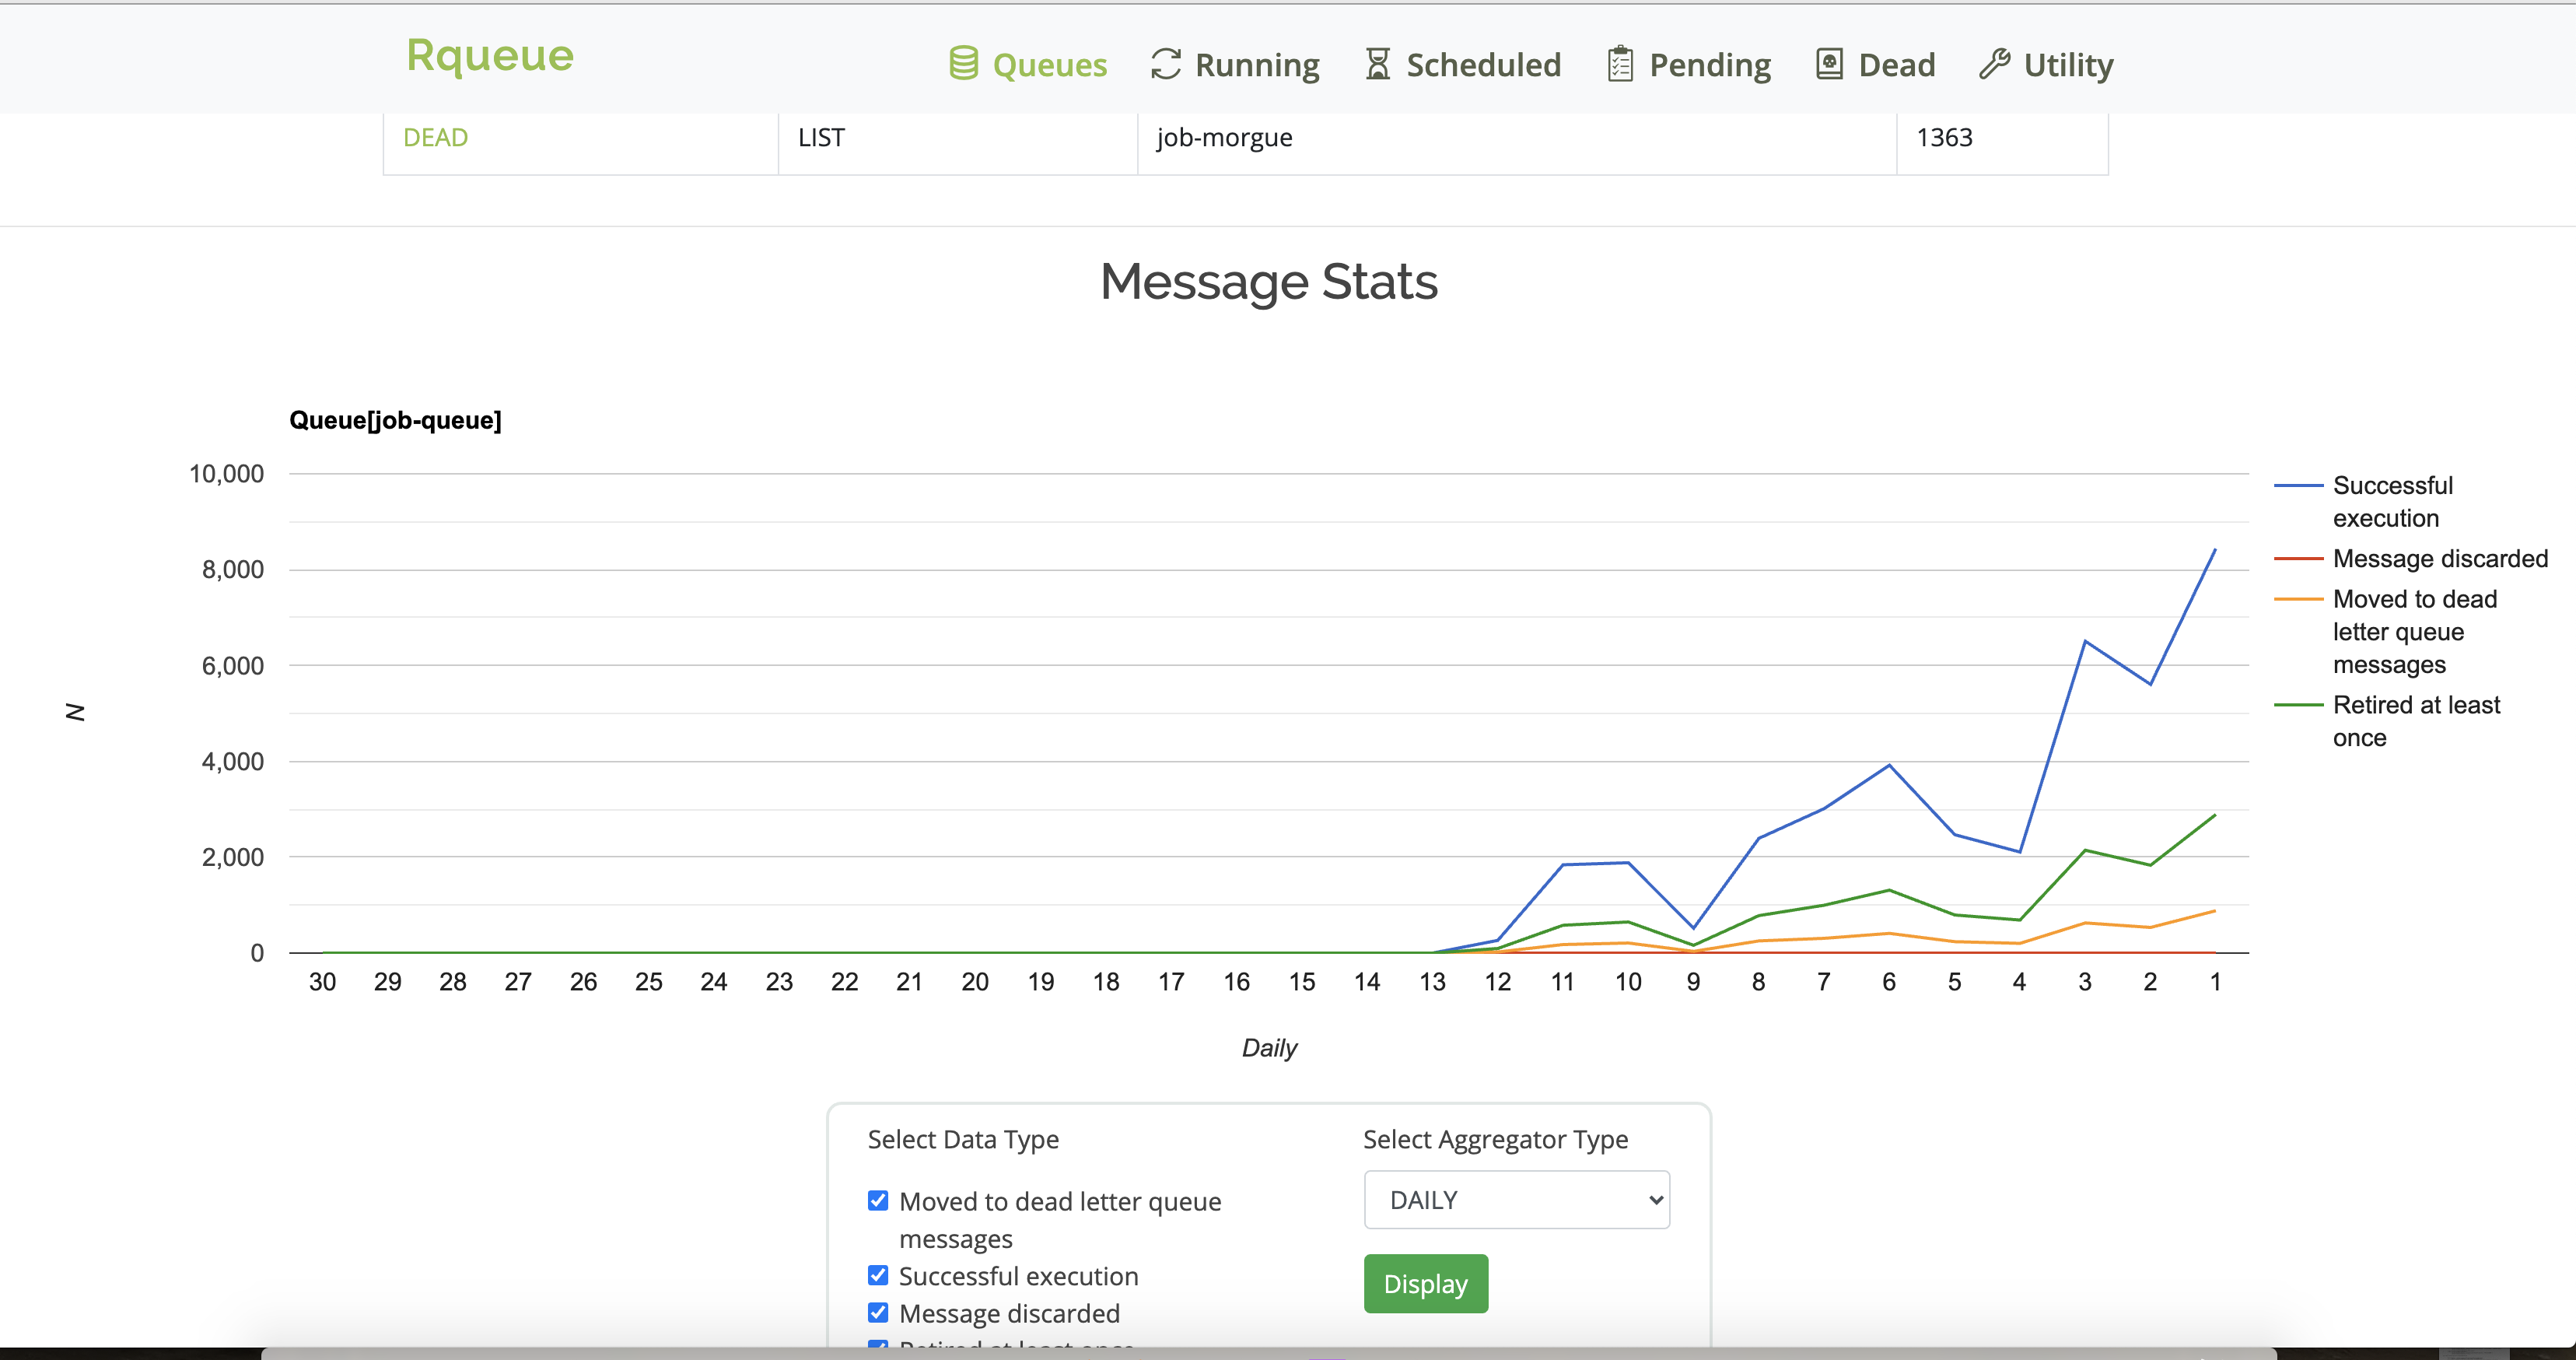 Rqueue
Queues Running Scheduled Pending Dead Utility
DEAD LIST job-morgue 1363
Message Stats
Queue[job-queue]
10,000
8,000
6,000
4,000
2,000
0
N
30 29 28 27 26 25 24 23 22 21 20 19 18 17 16 15 14 13 12 11 10 9 8 7 6 5 4 3 2 1
Daily
Successful
execution
Message discarded
Moved to dead
letter queue
messages
Retired at least
once
Select Data Type
Moved to dead letter queue
messages
Successful execution
Message discarded
Retired at least once
Select Aggregator Type
DAILY
Display